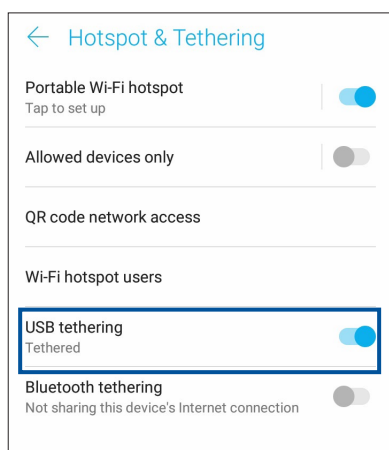 Hotspot & Tethering
Portable Wi-Fi hotspot
Tap to set up
Allowed devices only
QR code network access
Wi-Fi hotspot users
USB tethering
Tethered
Bluetooth tethering
Not sharing this device's Internet connection